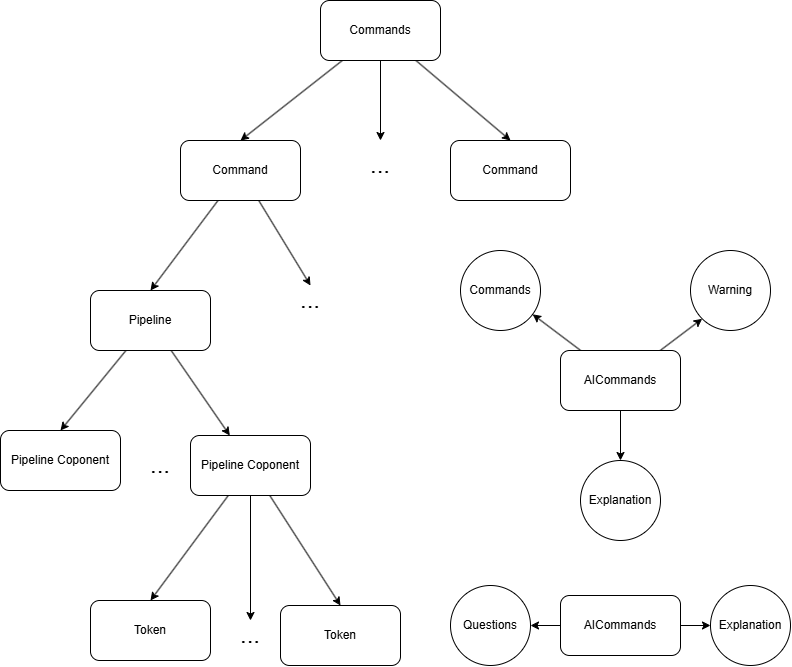 Commands
Command
...
Command
Commands
Warning
Pipeline
...
AICommands
Pipeline Coponent
...
Pipeline Coponent
Explanation
Token
...
Token
Questions
AICommands
Explanation